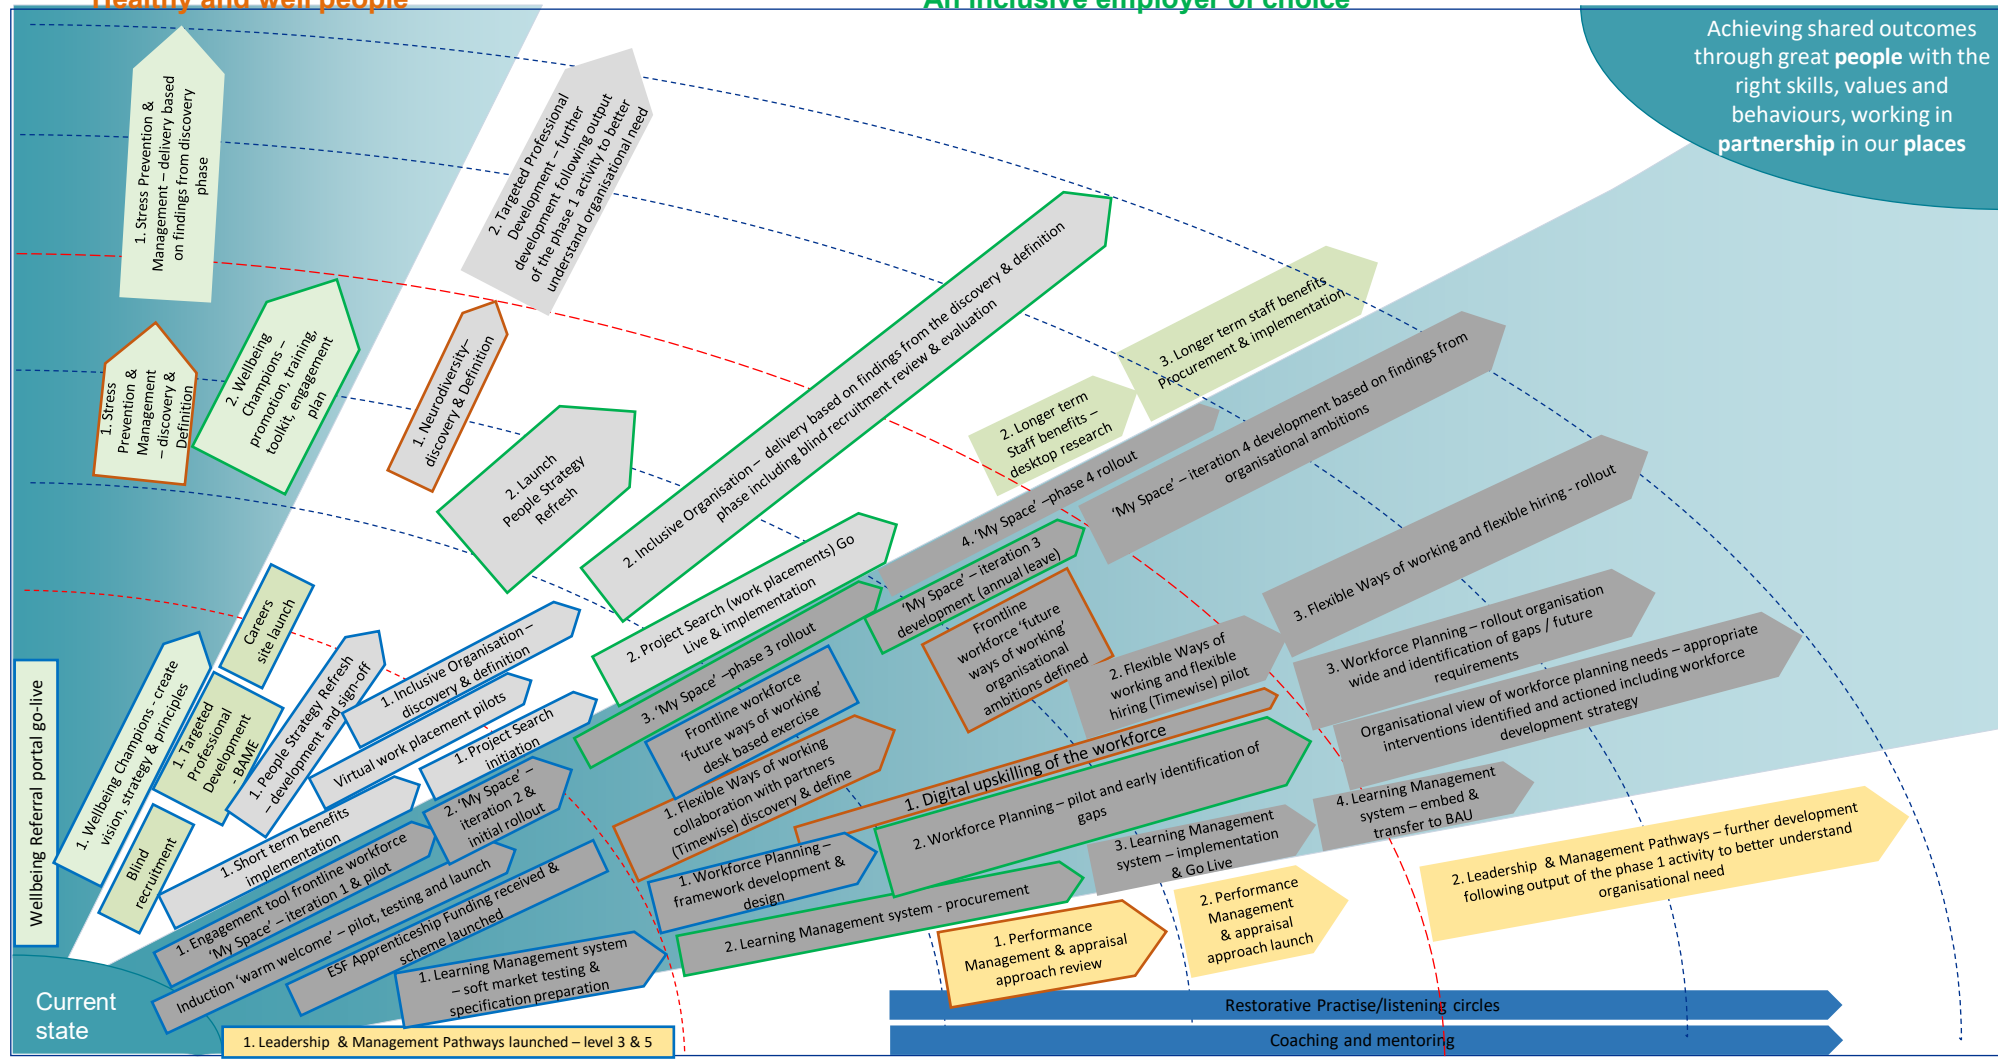 Healthy and well people
An inclusive employer of choice
Achieving shared outcomes
through great people with the
right skills, values and
behaviours, working in
partnership in our places
1. Stress Prevention &
Management – delivery based
on findings from discovery
phase
2. Targeted Professional
Development – further
development following output
of the phase 1 activity to better
understand organisational need
1. Stress
Prevention &
Management
– discovery &
Definition
2. Wellbeing
Champions –
promotion, training,
toolkit, engagement
plan
1. Neurodiversity–
discovery & Definition
2. Launch
People Strategy
Refresh
2. Inclusive Organisation – delivery based on findings from the discovery & definition
phase including blind recruitment review & evaluation
3. Longer term staff benefits
Procurement & implementation
2. Longer term
Staff benefits –
desktop research
4. ‘My Space’ –phase 4 rollout
‘My Space’ – iteration 4 development based on findings from
organisational ambitions
3. Flexible Ways of working and flexible hiring - rollout
2. Project Search (work placements) Go
Live & implementation
3. ‘My Space’ –phase 3 rollout
‘My Space’ – iteration 3
development (annual leave)
Frontline
workforce ‘future
ways of working’
organisational
ambitions defined
2. Flexible Ways of
working and flexible
hiring (Timewise) pilot
3. Workforce Planning – rollout organisation
wide and identification of gaps / future
requirements
Organisational view of workforce planning needs – appropriate
interventions identified and actioned including workforce
development strategy
Wellbeing Referral portal go-live
1. Wellbeing Champions - create
vision, strategy & principles
Careers
site launch
1. Targeted
Professional
Development
- BAME
Blind
recruitment
1. People Strategy Refresh
– development and sign-off
1. Inclusive Organisation –
discovery & definition
Virtual work placement pilots
1. Project Search
initiation
1. Short term benefits
implementation
1. Engagement tool frontline workforce
‘My Space’ – iteration 1 & pilot
2. ‘My Space’ –
iteration 2 &
initial rollout
Induction ‘warm welcome’ – pilot, testing and launch
ESF Apprenticeship Funding received &
scheme launched
1. Learning Management system
– soft market testing &
specification preparation
Frontline workforce
‘future ways of working’
desk based exercise
1. Flexible Ways of working
collaboration with partners
(Timewise) discovery & define
1. Digital upskilling of the workforce
1. Workforce Planning –
framework development &
design
2. Workforce Planning – pilot and early identification of
gaps
2. Learning Management system - procurement
3. Learning Management
system – implementation
& Go Live
4. Learning Management
system – embed &
transfer to BAU
1. Performance
Management & appraisal
approach review
2. Performance
Management
& appraisal
approach launch
2. Leadership & Management Pathways – further development
following output of the phase 1 activity to better understand
organisational need
Current
state
1. Leadership & Management Pathways launched – level 3 & 5
Restorative Practise/listening circles
Coaching and mentoring